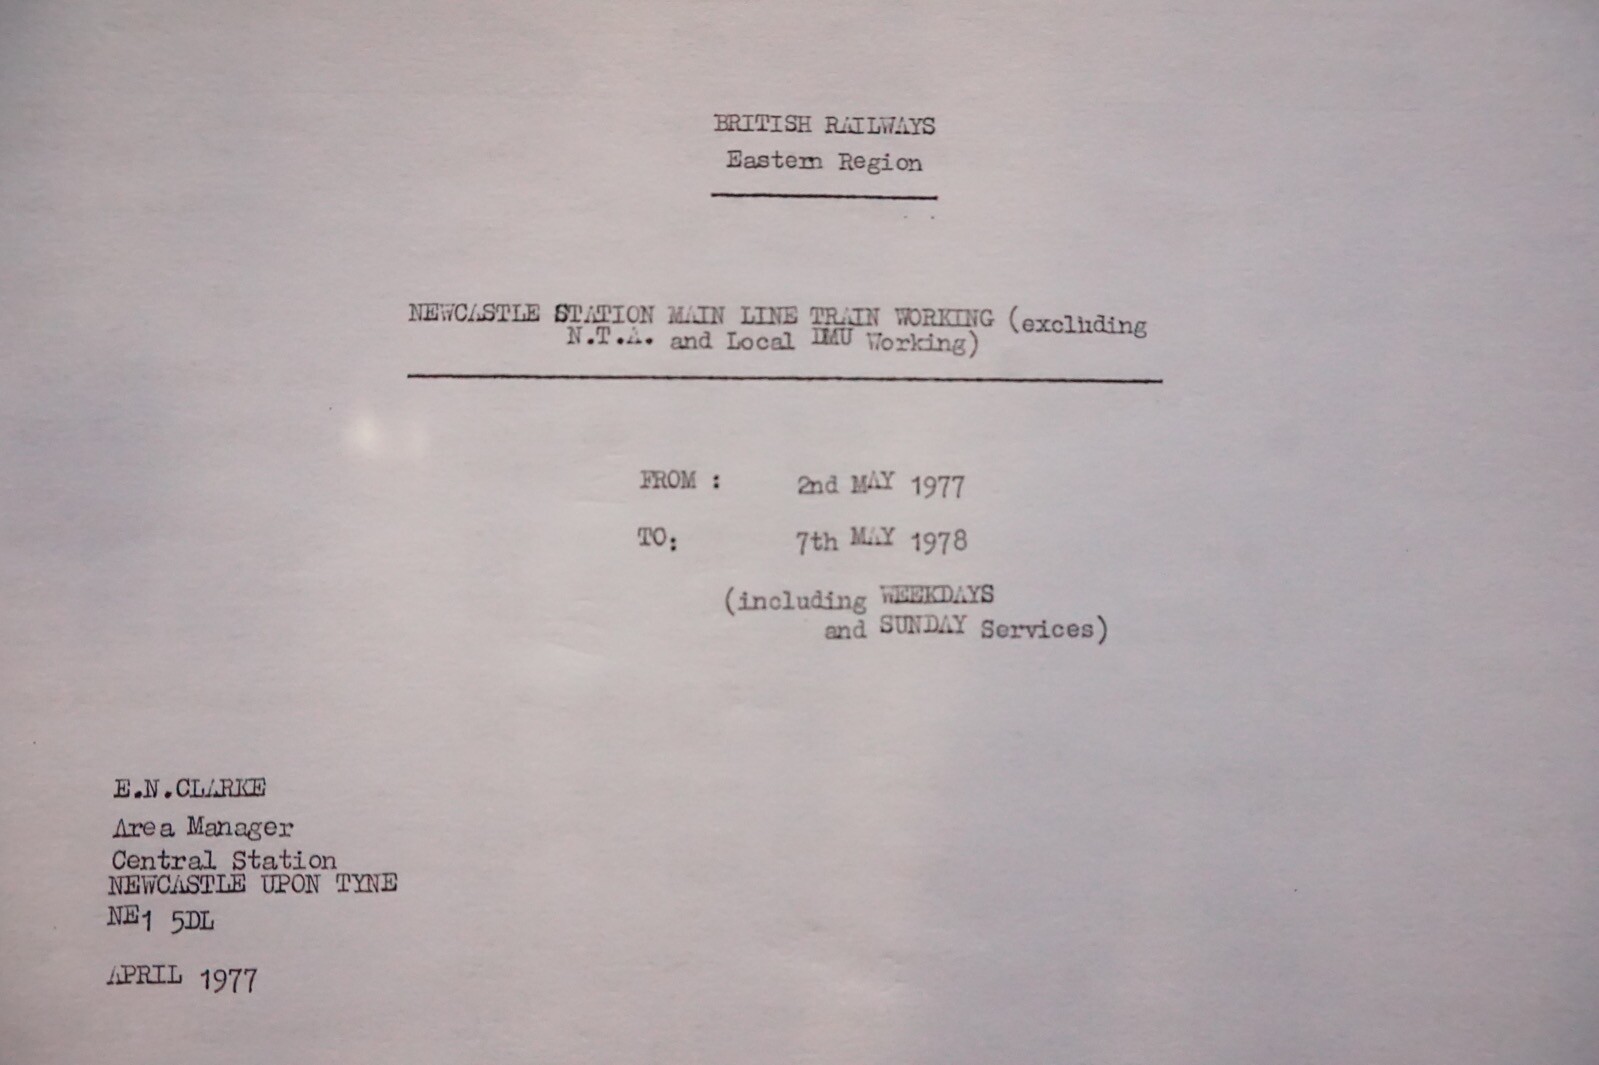 BRITISH RAILWAYS
Eastern Region
NEWCASTLE STATION MAIN LINE TRAIN WORKING (excluding
N.T.A. and Local DMU Working)
FROM : 2nd MAY 1977
TO: 7th MAY 1978
(including WEEKDAYS
and SUNDAY Services)
E.N.CLARKE
Area Manager
Central Station
NEWCASTLE UPON TYNE
NE1 5DL
APRIL 1977